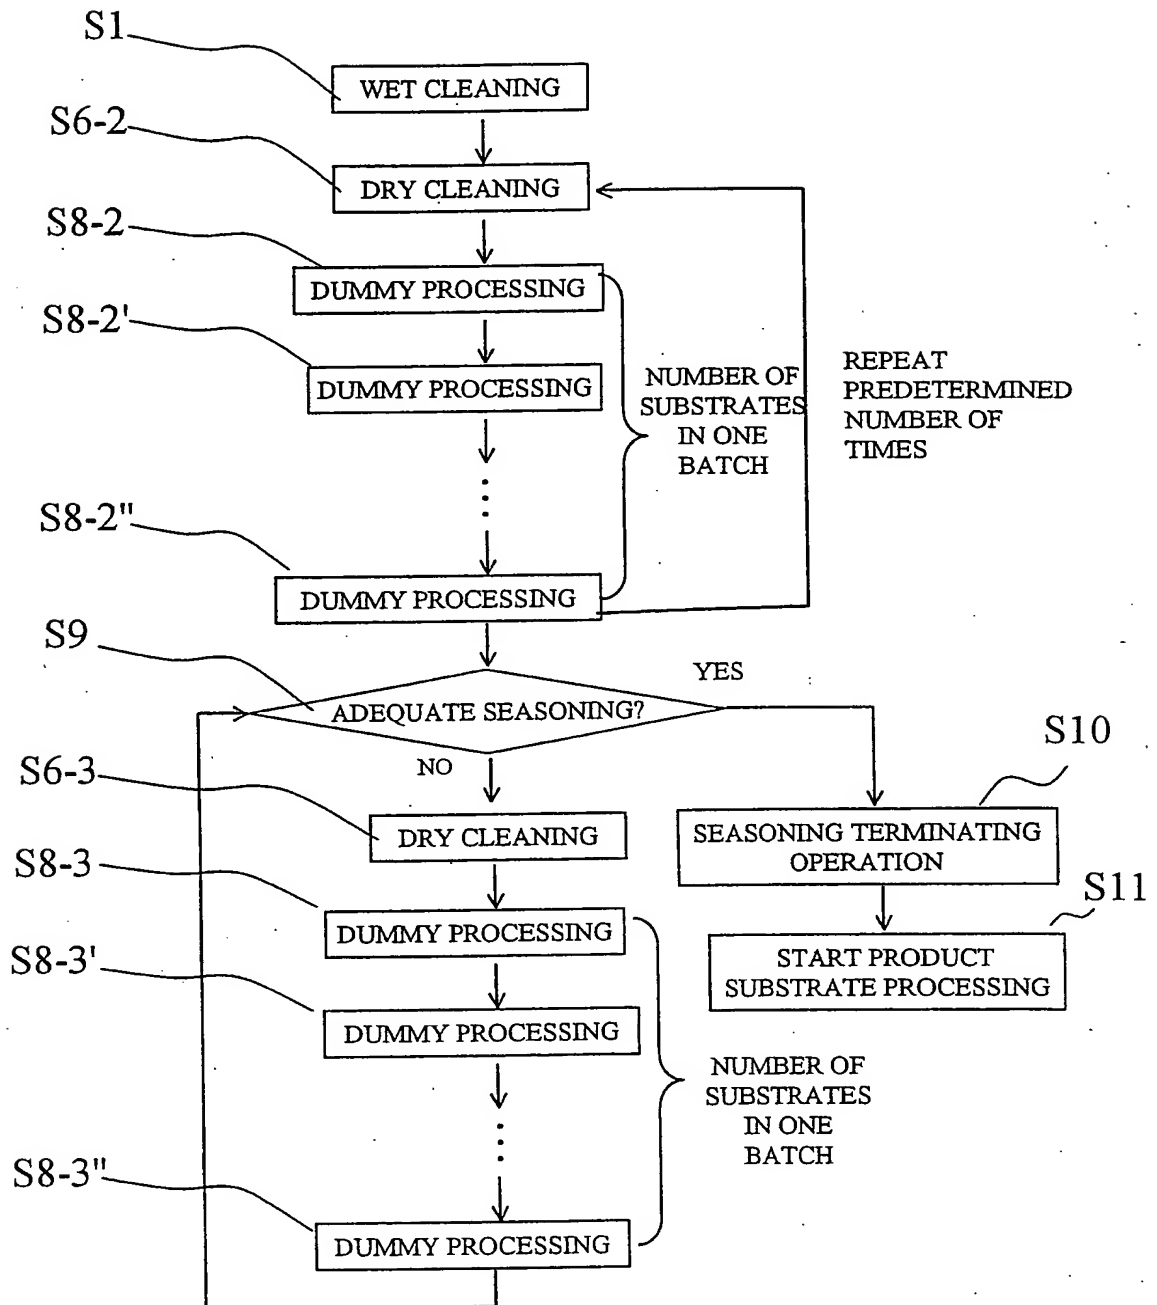 S1
WET CLEANING
S6-2
DRY CLEANING
S8-2
DUMMY PROCESSING
S8-2'
DUMMY PROCESSING
NUMBER OF
SUBSTRATES
IN ONE
BATCH
REPEAT
PREDETERMINED
NUMBER OF
TIMES
S8-2"
DUMMY PROCESSING
S9
ADEQUATE SEASONING?
YES
NO
S10
SEASONING TERMINATING
OPERATION
S11
START PRODUCT
SUBSTRATE PROCESSING
S6-3
DRY CLEANING
S8-3
DUMMY PROCESSING
S8-3'
DUMMY PROCESSING
NUMBER OF
SUBSTRATES
IN ONE
BATCH
S8-3"
DUMMY PROCESSING